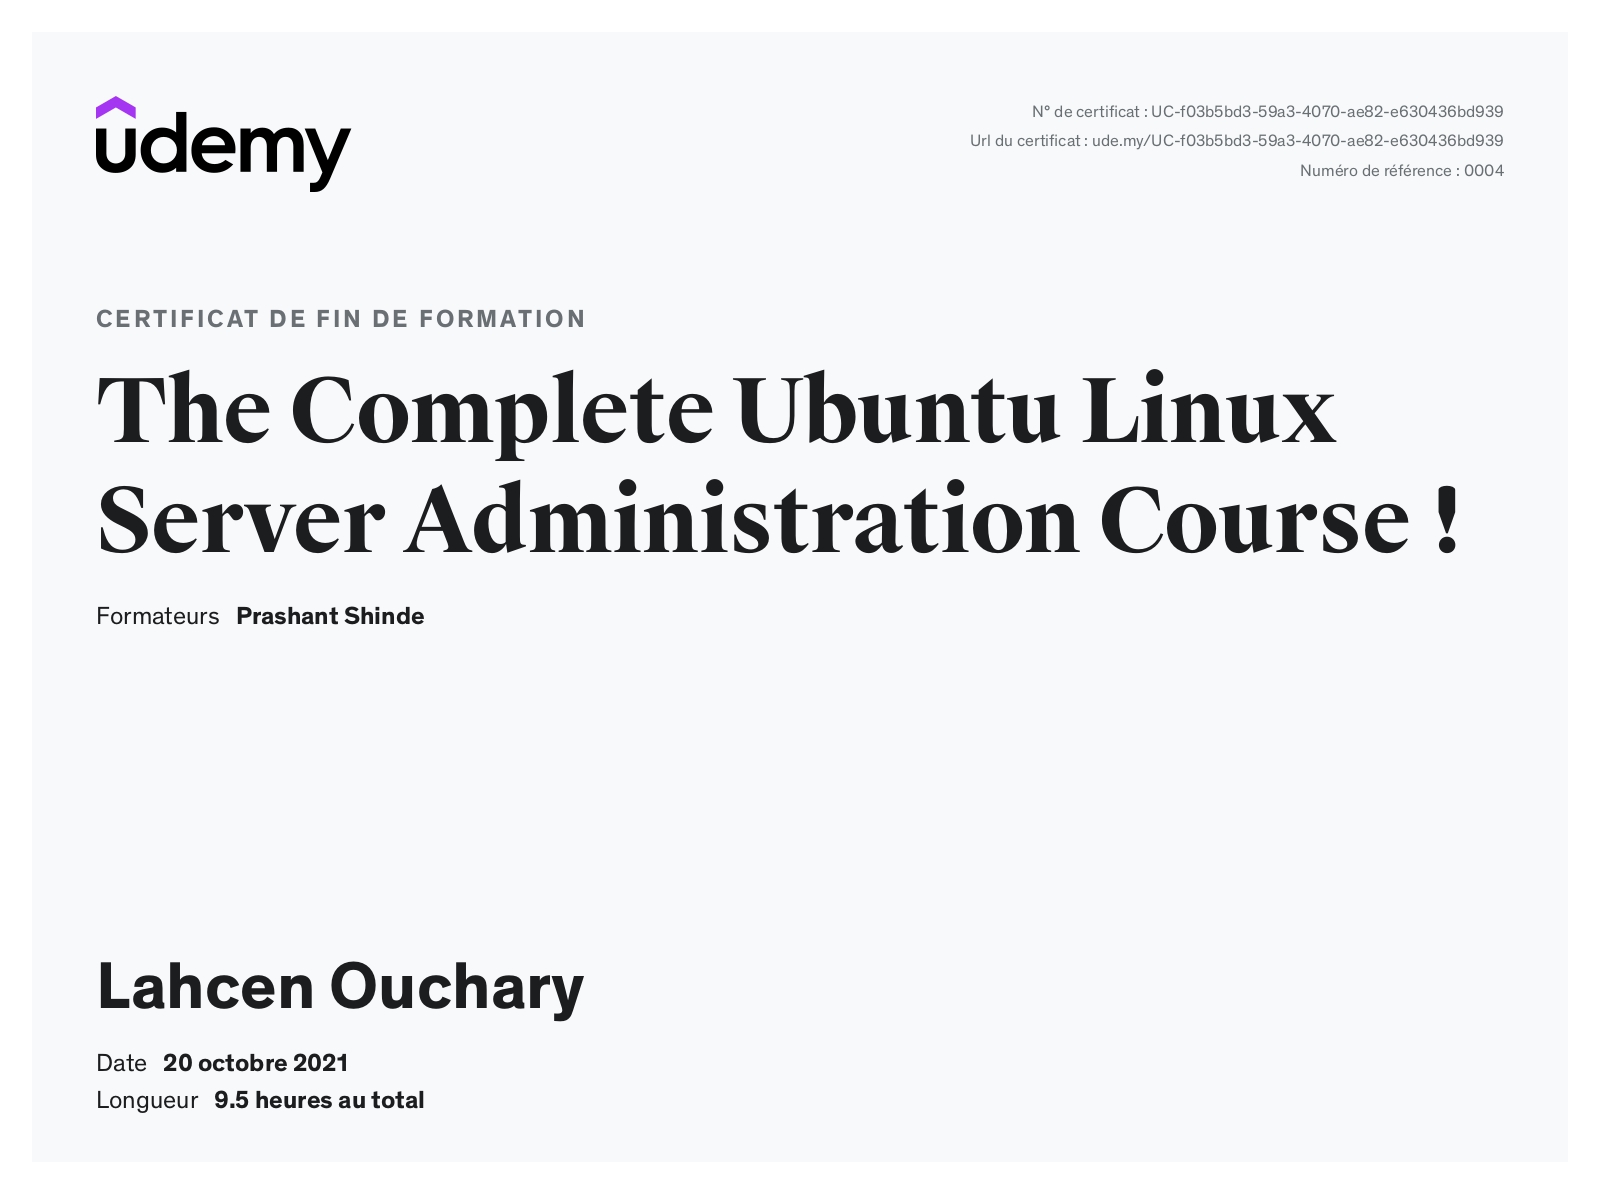 udemy
N° de certificat : UC-f03b5bd3-59a3-4070-ae82-e630436bd939
Url du certificat : ude.my/UC-f03b5bd3-59a3-4070-ae82-e630436bd939
Numéro de référence : 0004
CERTIFICAT DE FIN DE FORMATION
The Complete Ubuntu Linux
Server Administration Course !
Formateurs Prashant Shinde
Lahcen Ouchary
Date 20 octobre 2021
Longueur 9.5 heures au total